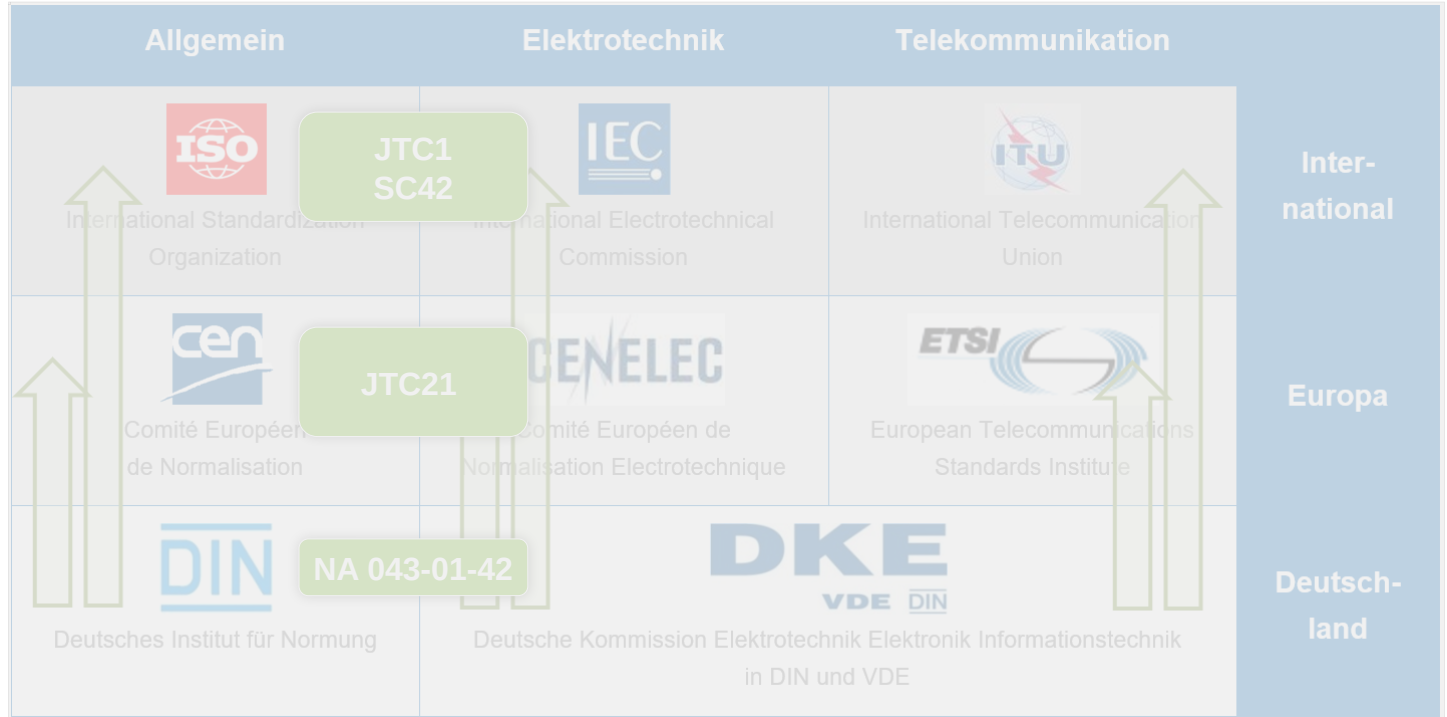 Allgemein
Elektrotechnik
Telekommunikation
ISO
JTC1
SC42
IEC
ITU
Inter-
national
International Standardization
Organization
International Electrotechnical
Commission
International Telecommunication
Union
cen
JTC21
CENELEC
ETSI
Europa
Comité Européen
de Normalisation
Comité Européen de
Normalisation Electrotechnique
European Telecommunications
Standards Institute
DIN
NA 043-01-42
DKE
VDE DIN
Deutsch-
land
Deutsches Institut für Normung
Deutsche Kommission Elektrotechnik Elektronik Informationstechnik
in DIN und VDE